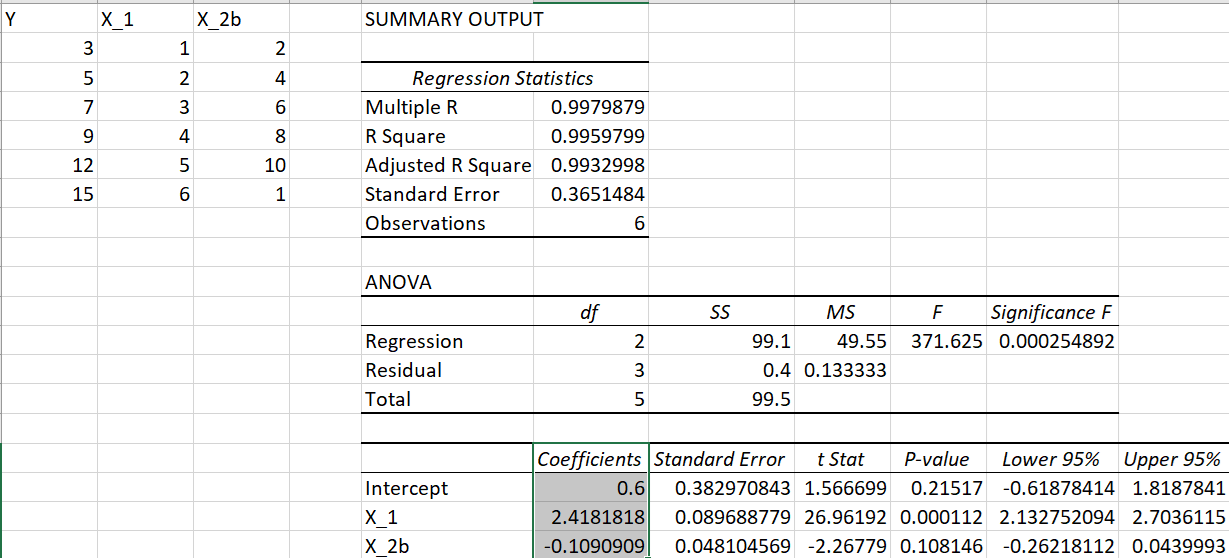 Y X_1 X_2b SUMMARY OUTPUT
3 1 2
5 2 4 Regression Statistics
7 3 6 Multiple R 0.9979879
9 4 8 R Square 0.9959799
12 5 10 Adjusted R Square 0.9932998
15 6 1 Standard Error 0.3651484
Observations 6
ANOVA
df SS MS F Significance F
Regression 2 99.1 49.55 371.625 0.000254892
Residual 3 0.4 0.133333
Total 5 99.5
Coefficients Standard Error t Stat P-value Lower 95% Upper 95%
Intercept 0.6 0.382970843 1.566699 0.21517 -0.61878414 1.8187841
X_1 2.4181818 0.089688779 26.96192 0.000112 2.132752094 2.7036115
X_2b -0.1090909 0.048104569 -2.26779 0.108146 -0.26218112 0.0439993